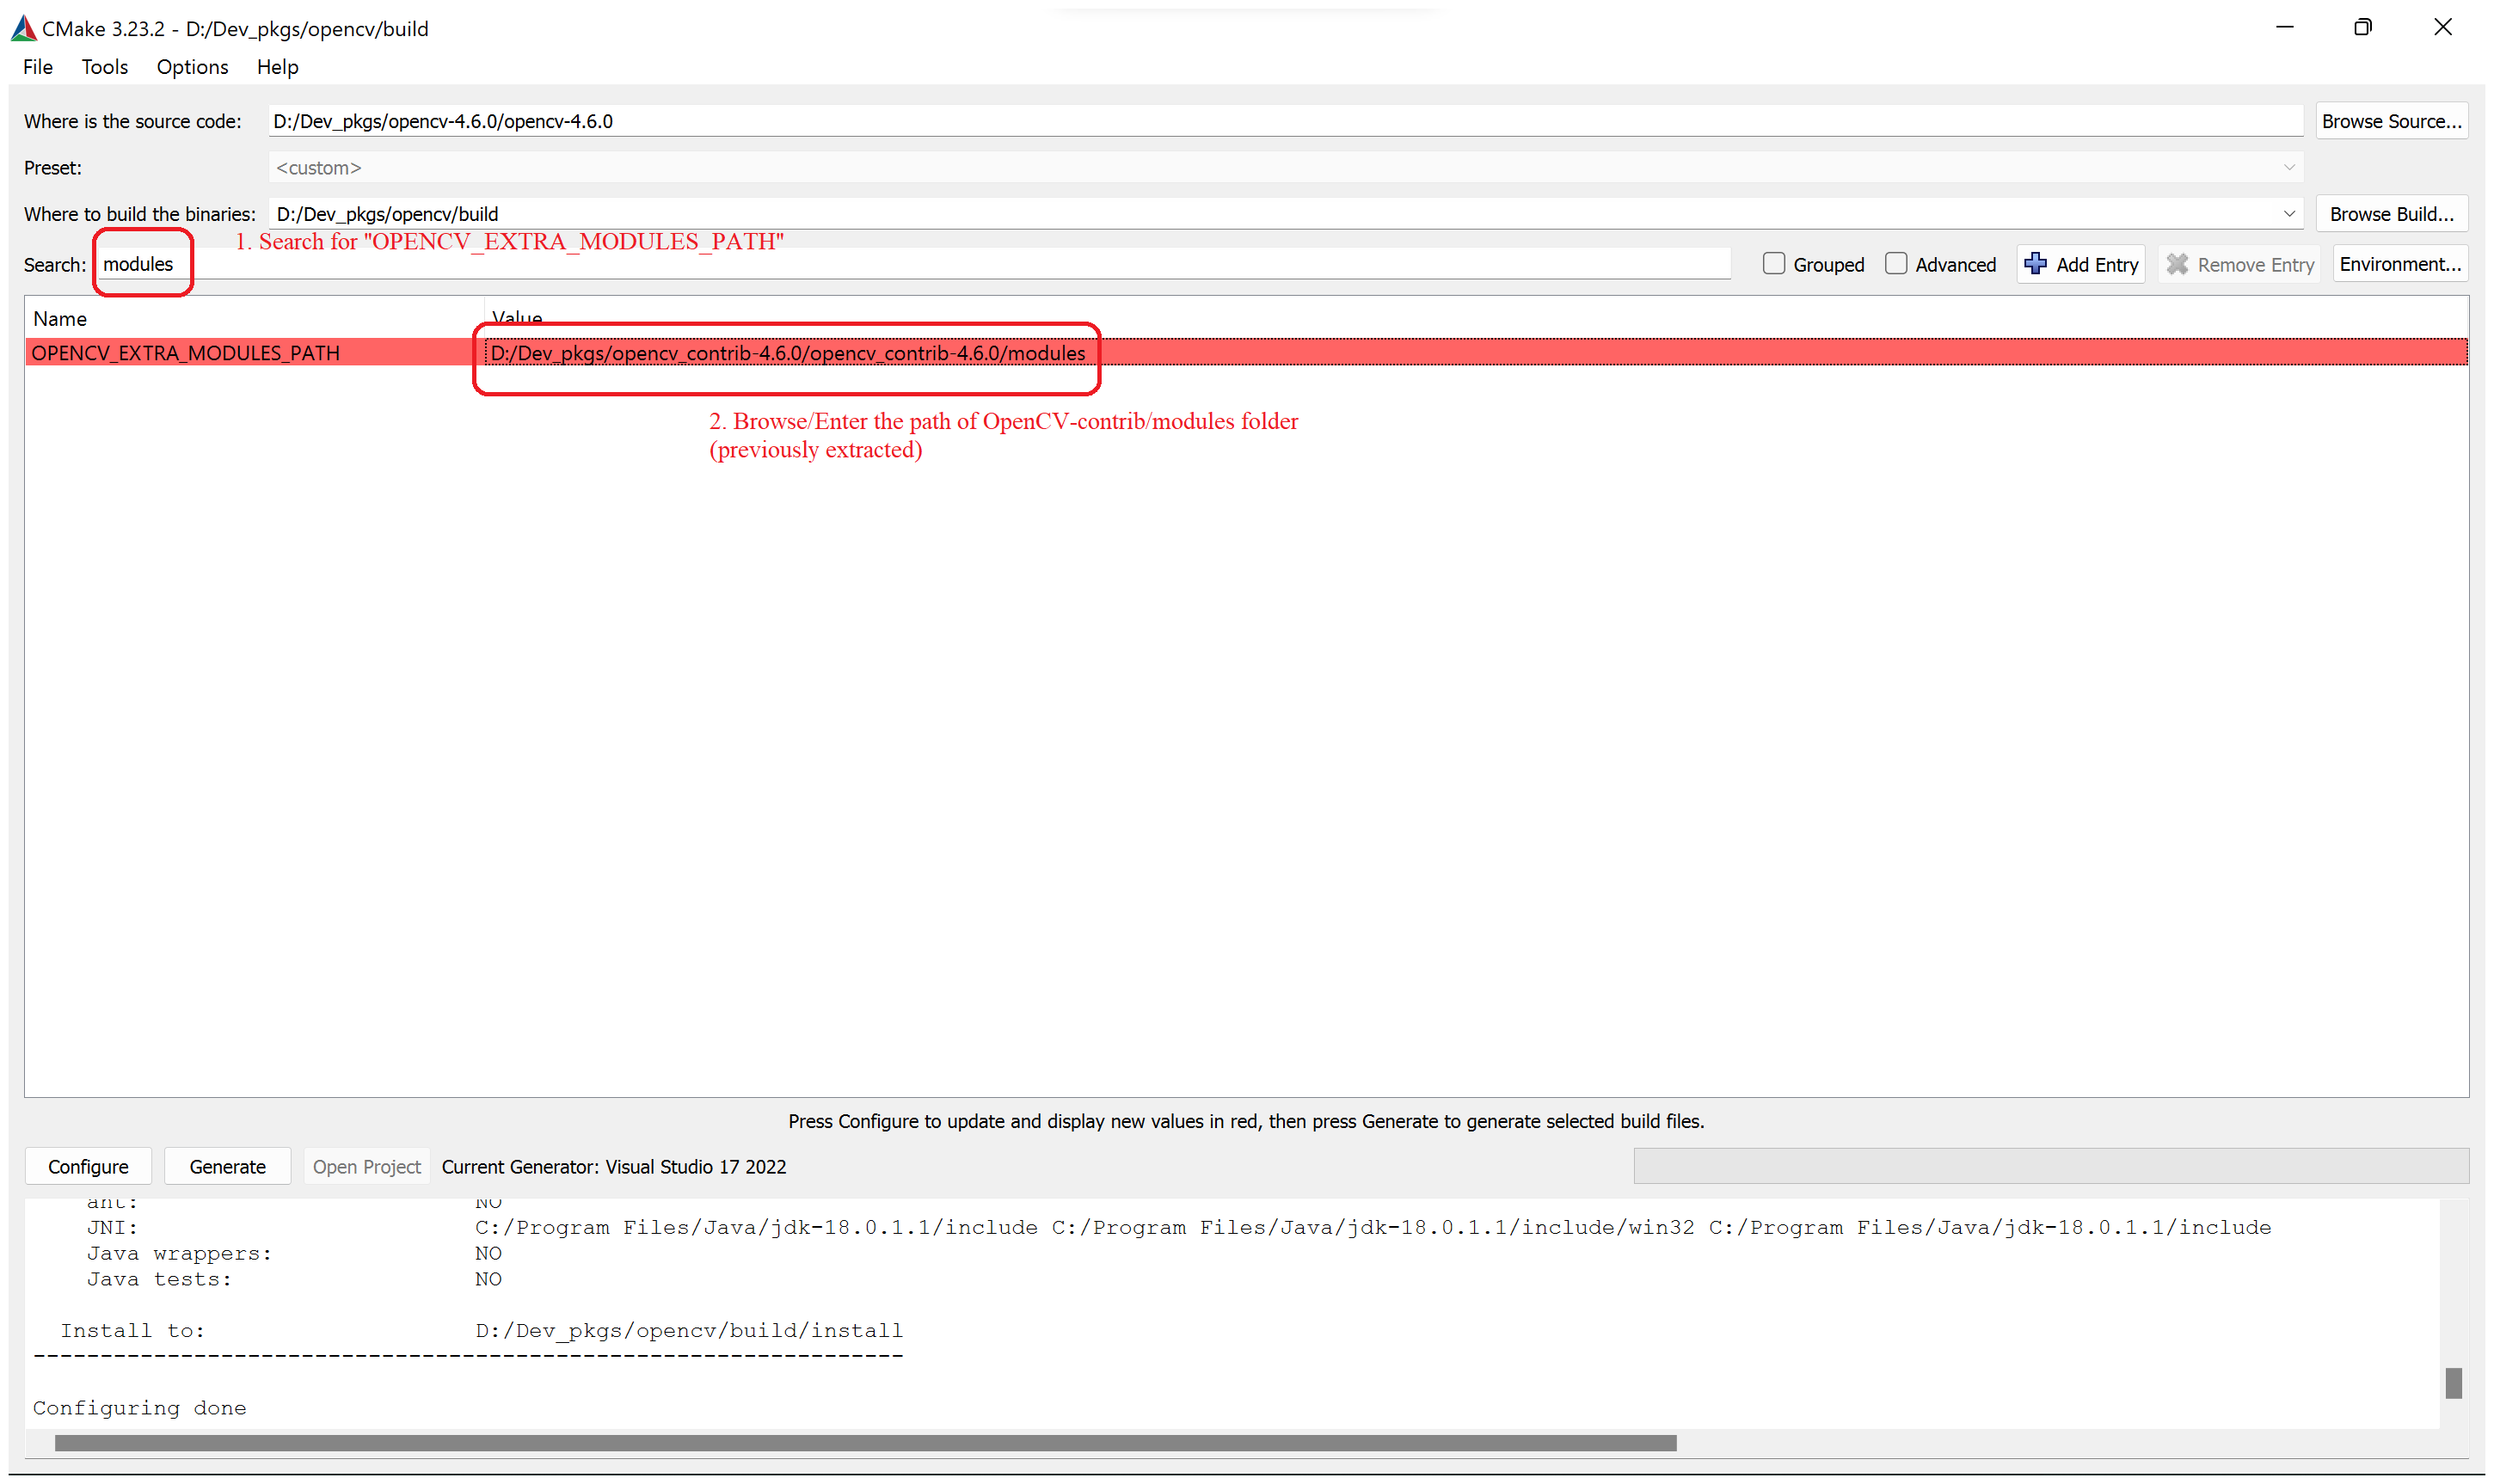 CMake 3.23.2 - D:/Dev_pkgs/opencv/build
File Tools Options Help
Where is the source code: D:/Dev_pkgs/opencv-4.6.0/opencv-4.6.0 Browse Source...
Preset: <custom>
Where to build the binaries: D:/Dev_pkgs/opencv/build Browse Build...
1. Search for "OPENCV_EXTRA_MODULES_PATH"
Search: modules Grouped Advanced Add Entry Remove Entry Environment...
Name Value
OPENCV_EXTRA_MODULES_PATH D:/Dev_pkgs/opencv_contrib-4.6.0/opencv_contrib-4.6.0/modules
2. Browse/Enter the path of OpenCV-contrib/modules folder
(previously extracted)
Press Configure to update and display new values in red, then press Generate to generate selected build files.
Configure Generate Open Project Current Generator: Visual Studio 17 2022
ant: NO
JNI: C:/Program Files/Java/jdk-18.0.1.1/include C:/Program Files/Java/jdk-18.0.1.1/include/win32 C:/Program Files/Java/jdk-18.0.1.1/include
Java wrappers: NO
Java tests: NO
Install to: D:/Dev_pkgs/opencv/build/install
-----------------------------------------------------------------
Configuring done